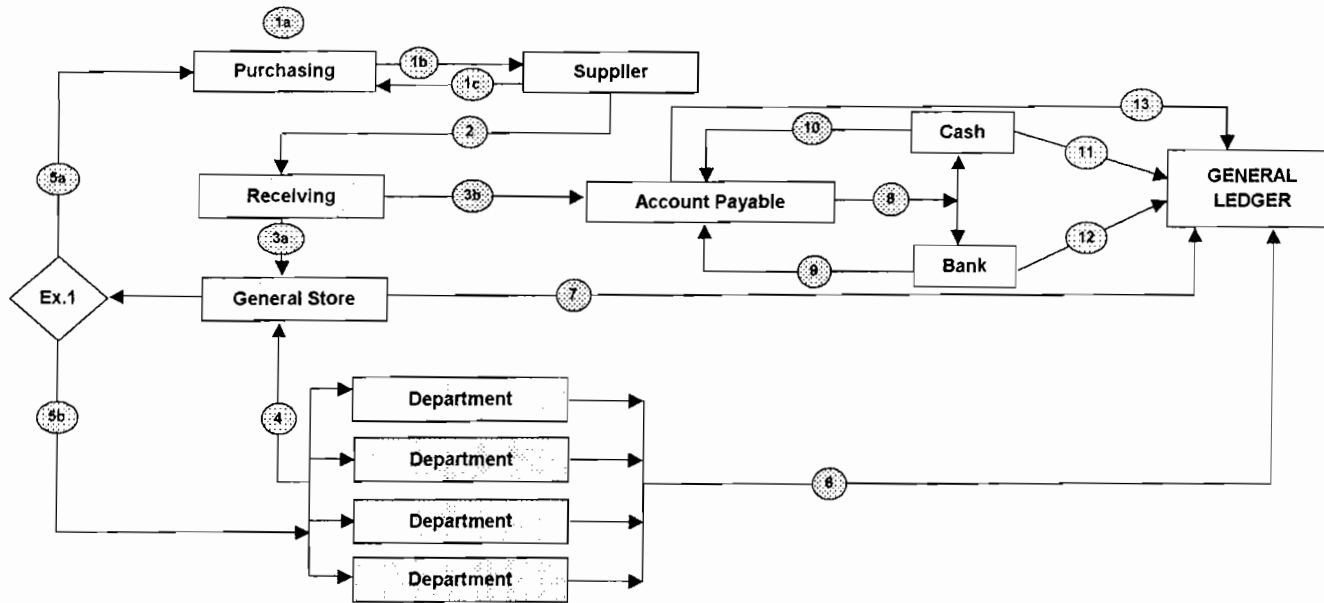 1a
Purchasing
1b
Supplier
1c
13
2
10
Cash
11
GENERAL
LEDGER
5a
Receiving
3b
Account Payable
8
3a
12
9
Bank
Ex.1
General Store
7
Department
5b
4
Department
6
Department
Department